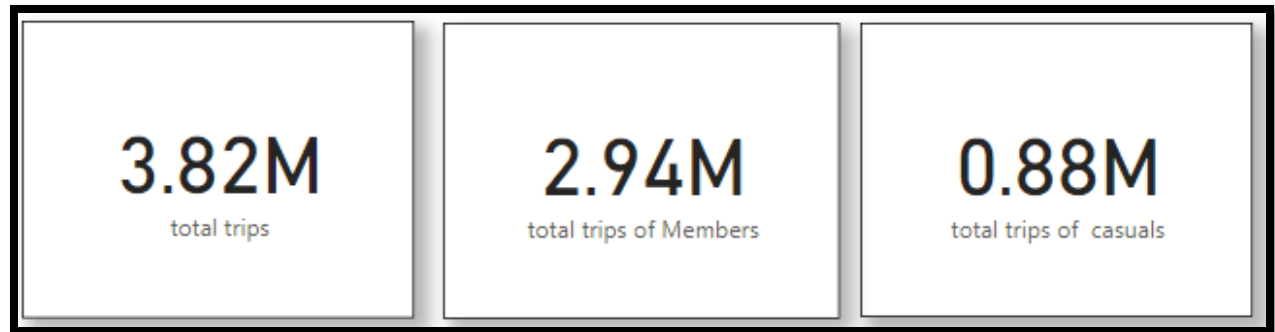 3.82M
total trips
2.94M
total trips of Members
0.88M
total trips of  casuals